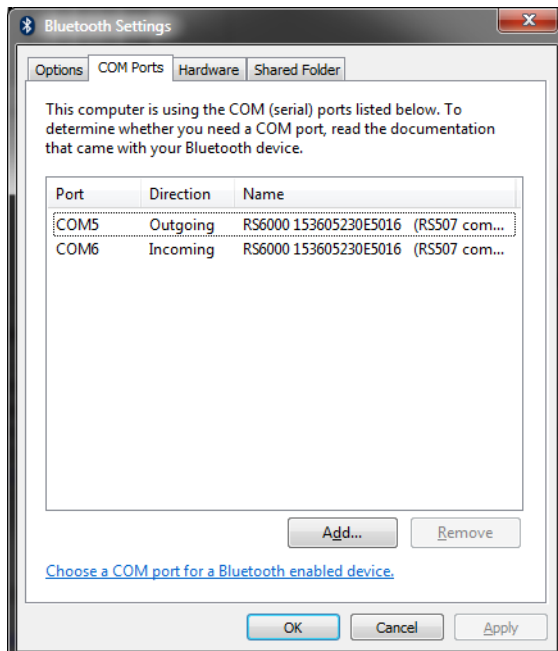 Bluetooth Settings
Options COM Ports Hardware Shared Folder
This computer is using the COM (serial) ports listed below. To
determine whether you need a COM port, read the documentation
that came with your Bluetooth device.
Port Direction Name
COM5 Outgoing RS6000 153605230E5016 (RS507 com...
COM6 Incoming RS6000 153605230E5016 (RS507 com...
Add... Remove
Choose a COM port for a Bluetooth enabled device.
OK Cancel Apply